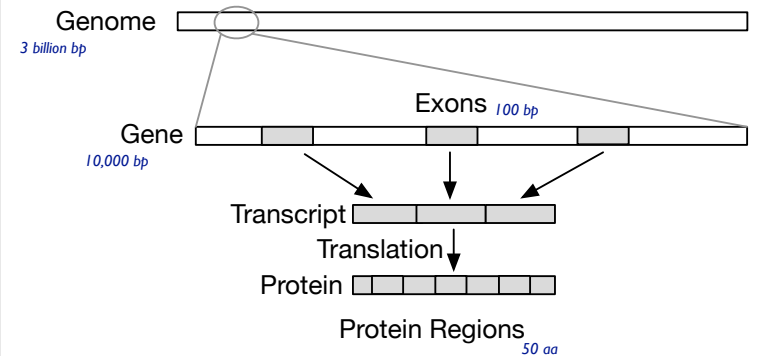 Genome
3 billion bp
Exons 100 bp
Gene
10,000 bp
Transcript
Translation
Protein
Protein Regions
50 aa